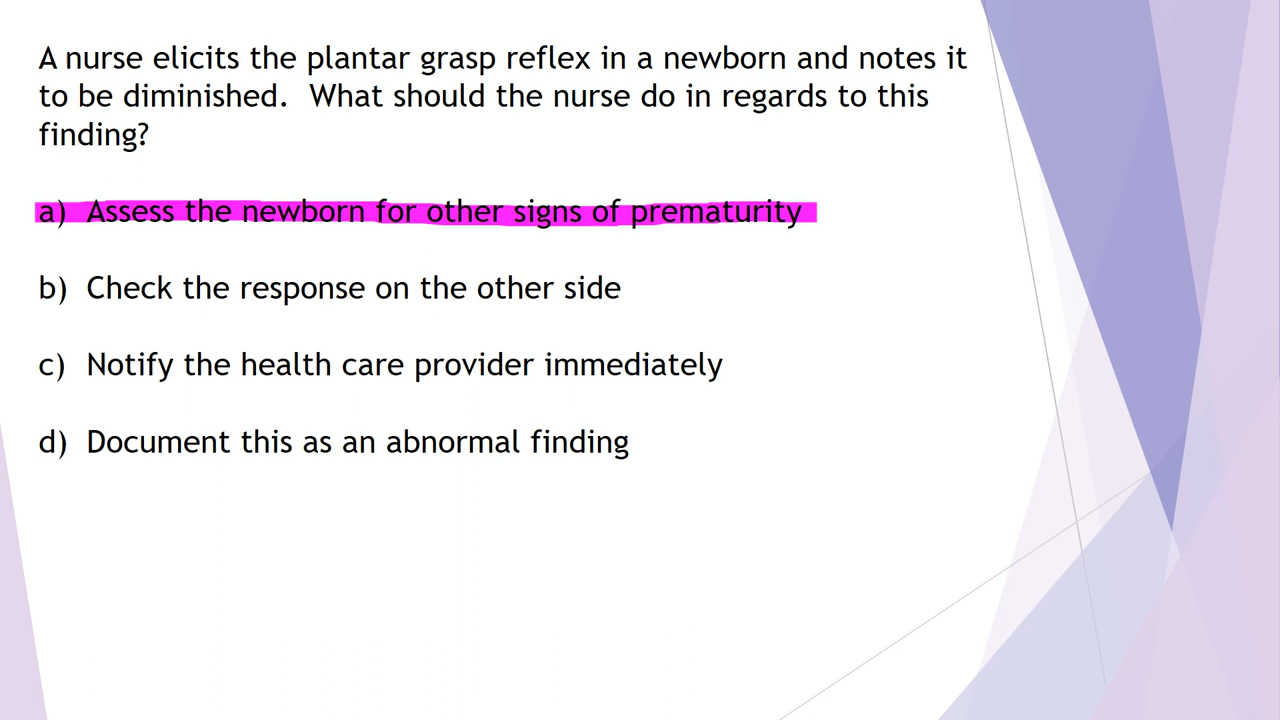 A nurse elicits the plantar grasp reflex in a newborn and notes it
to be diminished.  What should the nurse do in regards to this
finding?
a)  Assess the newborn for other signs of prematurity
b)  Check the response on the other side
c)  Notify the health care provider immediately
d)  Document this as an abnormal finding